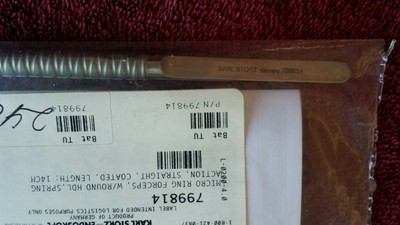 KARL STORZ Germany 799814
KARL STORZ-ENDOSKOPE
PRODUCT OF GERMANY
LABEL INTENDED FOR LOGISTICS PURPOSES ONLY
799814
MICRO RING FORCEPS, W/ROUND HDL,SPRING
ACTION, STRAIGHT, COATED, LENGTH: 14CM
Bat TU
Bat TU
P/N 799814
799814